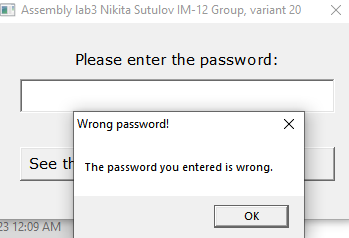 Assembly lab3 Nikita Sutulov IM-12 Group, variant 20
Please enter the password:
Wrong password!
The password you entered is wrong.
See th
OK
23 12:09 AM